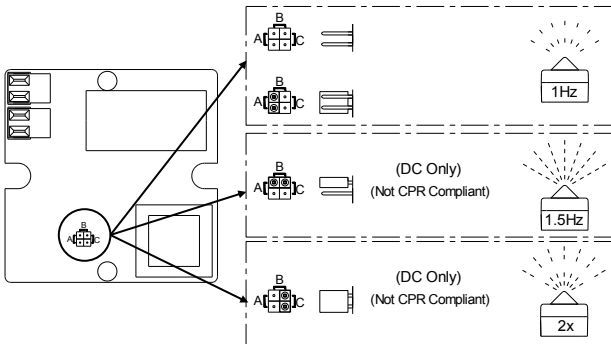 B
A C
B
A C
1Hz
B
A C
(DC Only)
(Not CPR Compliant)
1.5Hz
B
A C
B
A C
(DC Only)
(Not CPR Compliant)
2x